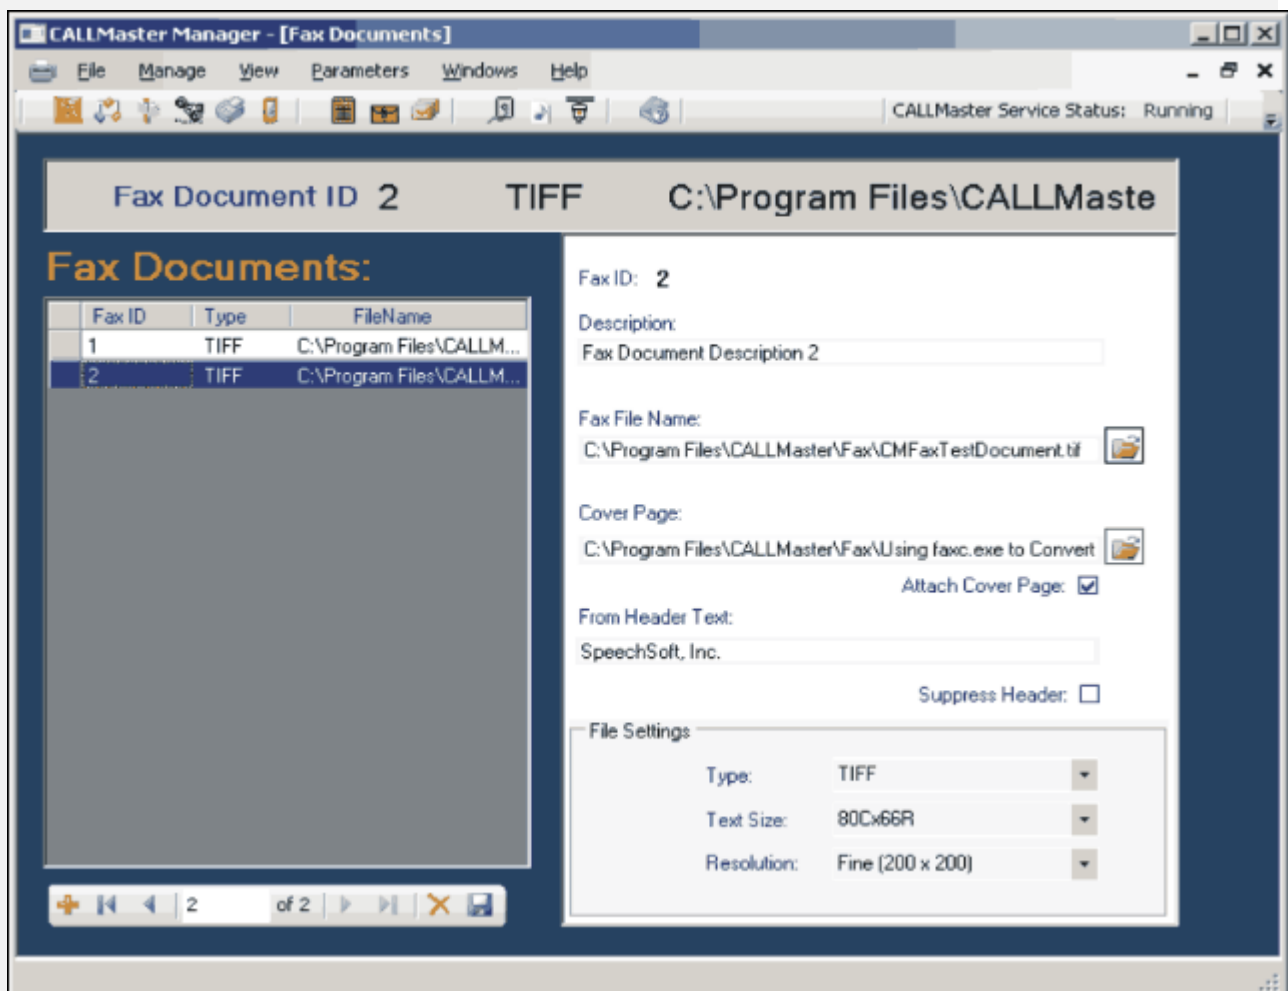 CALLMaster Manager - [Fax Documents]
File Manage View Parameters Windows Help
CALLMaster Service Status: Running
Fax Document ID 2 TIFF C:\Program Files\CALLMaste
Fax Documents:
Fax ID Type FileName
1 TIFF C:\Program Files\CALLM...
2 TIFF C:\Program Files\CALLM...
2 of 2
Fax ID: 2
Description:
Fax Document Description 2
Fax File Name:
C:\Program Files\CALLMaster\Fax\CMFaxTestDocument.tif
Cover Page:
C:\Program Files\CALLMaster\Fax\Using faxc.exe to Convert
Attach Cover Page:
From Header Text:
SpeechSoft, Inc.
Suppress Header:
File Settings
Type: TIFF
Text Size: 80Cx66R
Resolution: Fine (200 x 200)